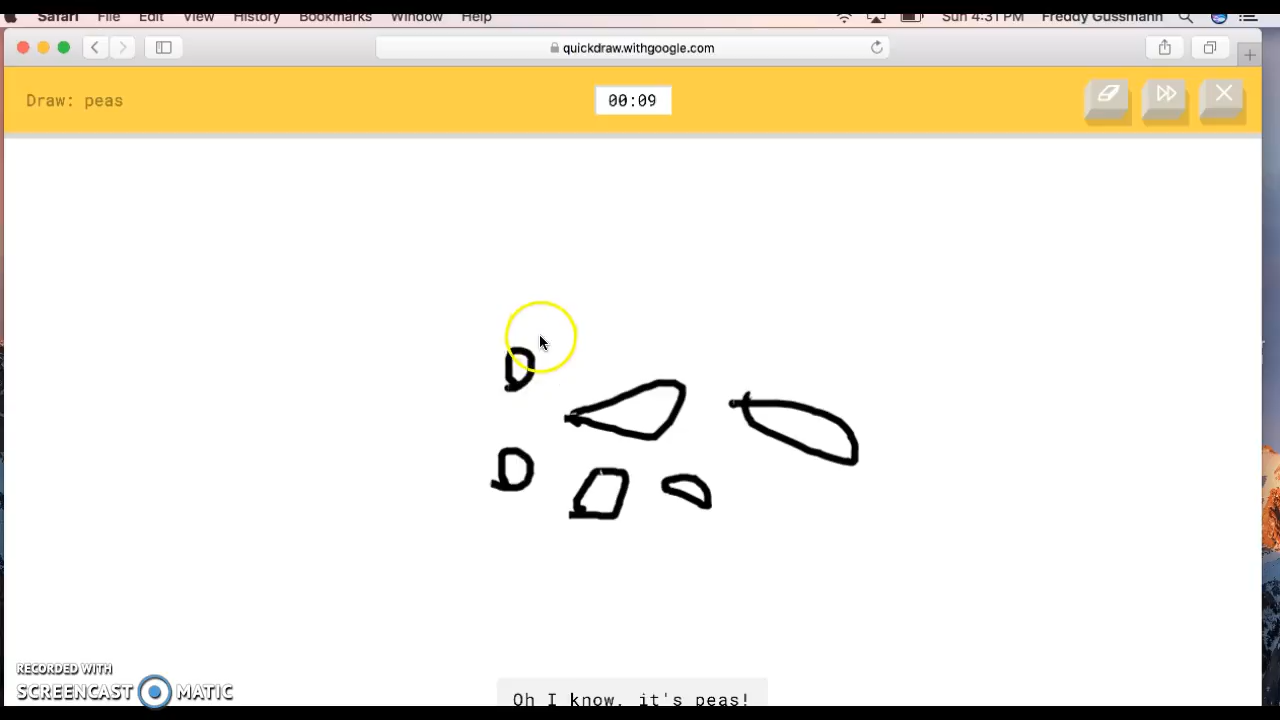 Safari File Edit View History Bookmarks Window Help Sun 4:31 PM Freddy Gussmann
quickdraw.withgoogle.com
Draw: peas 00:09
Oh I know, it's peas!
RECORDED WITH
SCREENCAST MATIC